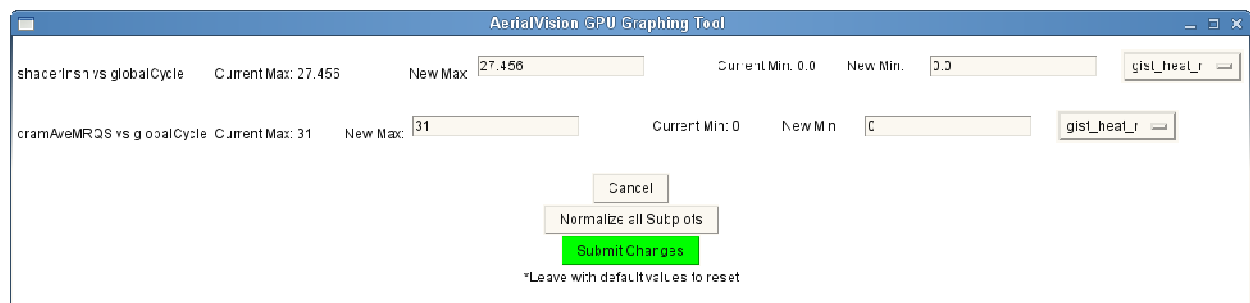 AerialVision GPU Graphing Tool
shaderInsn vs globalCycle Current Max: 27.456 New Max: 27.456 Current Min: 0.0 New Min: 0.0 gist_heat_r
dramAveMRQS vs globalCycle Current Max: 31 New Max: 31 Current Min: 0 New Min: 0 gist_heat_r
Cancel
Normalize all Subplots
Submit Changes
*Leave with default values to reset